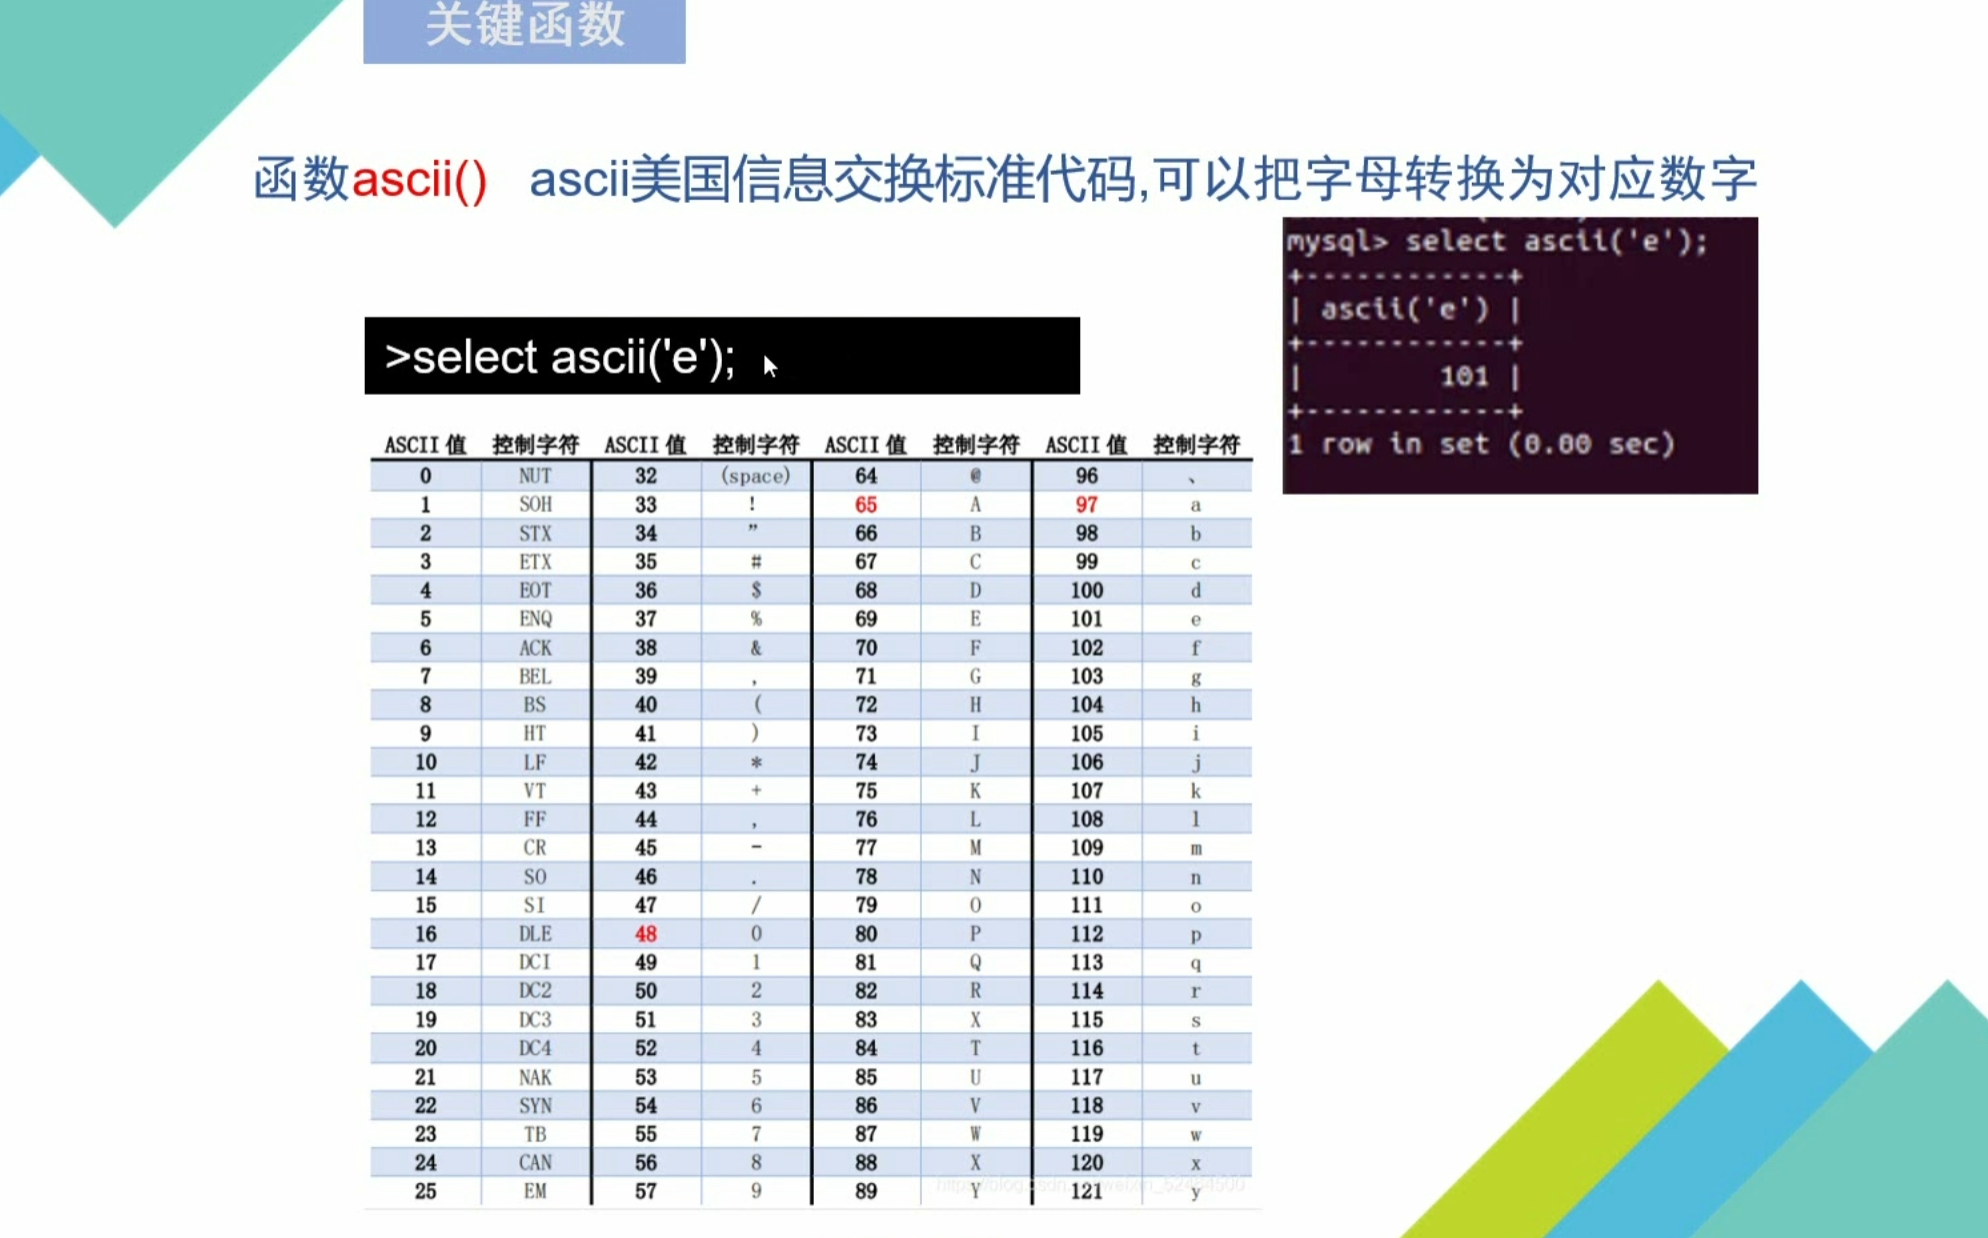 关键函数
函数ascii() ascii美国信息交换标准代码,可以把字母转换为对应数字
mysql> select ascii('e');
+------------+
| ascii('e') |
+------------+
| 101 |
+------------+
1 row in set (0.00 sec)
>select ascii('e');
ASCII 值 控制字符 ASCII 值 控制字符 ASCII 值 控制字符 ASCII 值 控制字符
0 NUT 32 (space) 64 @ 96 、
1 SOH 33 ! 65 A 97 a
2 STX 34 ” 66 B 98 b
3 ETX 35 # 67 C 99 c
4 EOT 36 $ 68 D 100 d
5 ENQ 37 % 69 E 101 e
6 ACK 38 & 70 F 102 f
7 BEL 39 , 71 G 103 g
8 BS 40 ( 72 H 104 h
9 HT 41 ) 73 I 105 i
10 LF 42 * 74 J 106 j
11 VT 43 + 75 K 107 k
12 FF 44 , 76 L 108 l
13 CR 45 - 77 M 109 m
14 SO 46 . 78 N 110 n
15 SI 47 / 79 O 111 o
16 DLE 48 0 80 P 112 p
17 DCI 49 1 81 Q 113 q
18 DC2 50 2 82 R 114 r
19 DC3 51 3 83 X 115 s
20 DC4 52 4 84 T 116 t
21 NAK 53 5 85 U 117 u
22 SYN 54 6 86 V 118 v
23 TB 55 7 87 W 119 w
24 CAN 56 8 88 X 120 x
25 EM 57 9 89 Y 121 y